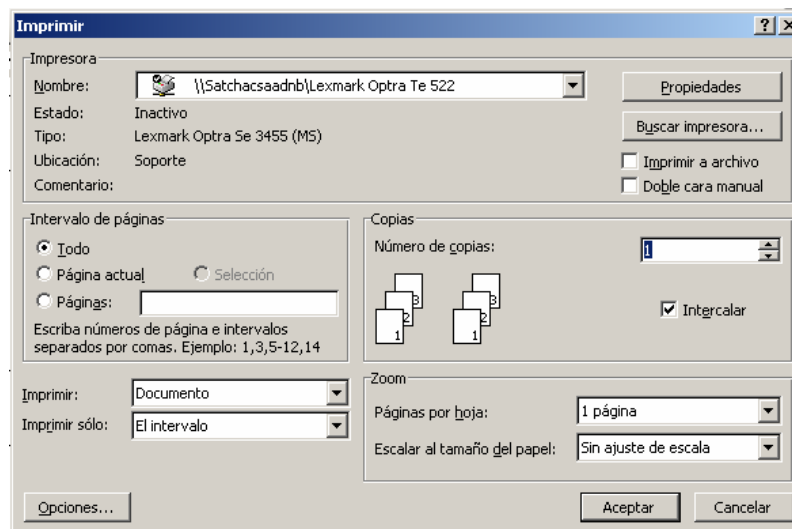 Imprimir
Impresora
Nombre: \\Satchacsaadnb\Lexmark Optra Te 522 Propiedades
Estado: Inactivo
Buscar impresora...
Tipo: Lexmark Optra Se 3455 (MS)
Ubicación: Soporte Imprimir a archivo
Comentario: Doble cara manual
Intervalo de páginas
Todo
Página actual Selección
Páginas:
Escriba números de página e intervalos
separados por comas. Ejemplo: 1,3,5-12,14
Copias
Número de copias: 1
3 3
2 2
1 1
Intercalar
Imprimir: Documento
Imprimir sólo: El intervalo
Zoom
Páginas por hoja: 1 página
Escalar al tamaño del papel: Sin ajuste de escala
Opciones... Aceptar Cancelar